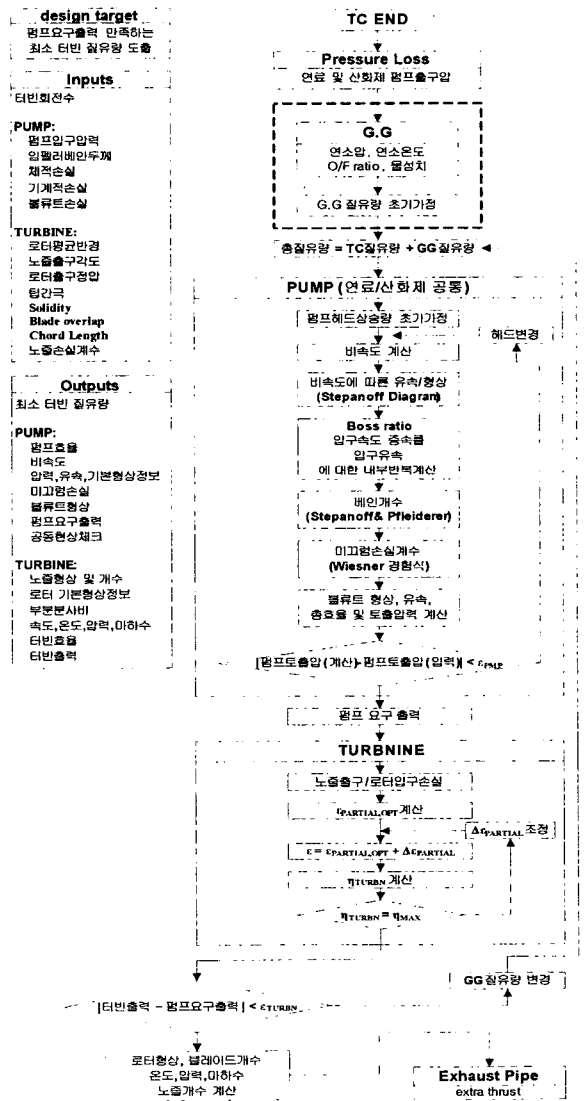 design target
펌프요구출력 만족하는
최소 터빈 질유량 도출
Inputs
터빈회전수
PUMP:
펌프입구압력
임펠러베인두께
체적손실
기계적손실
볼류트손실
TURBINE:
로터평균반경
노즐출구각도
로터출구정압
팁간극
Solidity
Blade overlap
Chord Length
노즐손실계수
Outputs
최소 터빈 질유량
PUMP:
펌프효율
비속도
압력,유속,기본형상정보
미끄럼손실
볼류트형상
펌프요구출력
공동현상체크
TURBINE:
노즐형상 및 개수
로터 기본형상정보
부분분사비
속도,온도,압력,마하수
터빈효율
터빈출력
TC END
Pressure Loss
연료 및 산화제 펌프출구압
G.G
연소압, 연소온도
O/F ratio, 물성치
G.G 질유량 초기가정
총질유량 = TC질유량 + GG질유량
PUMP (연료/산화제 공통)
펌프헤드상승량 초기가정
헤드변경
비속도 계산
비속도에 따른 유속/형상
(Stepanoff Diagram)
Boss ratio
입구속도 증속률
입구유속
에 대한 내부반복계산
베인개수
(Stepanoff& Pfleiderer)
미끄럼손실계수
(Wiesner 경험식)
볼류트 형상, 유속,
총효율 및 토출압력 계산
|펌프토출압(계산)-펌프토출압(입력)| < εPMP
펌프 요구 출력
TURBNINE
노즐출구/로터입구손실
εPARTIAL,OPT 계산
ΔεPARTIAL 조정
ε = εPARTIAL,OPT + ΔεPARTIAL
ηTURBN 계산
ηTURBN = ηMAX
GG질유량 변경
|터빈출력 – 펌프요구출력| < εTURBN
로터형상, 블레이드개수
온도,압력,마하수
노즐개수 계산
Exhaust Pipe
extra thrust